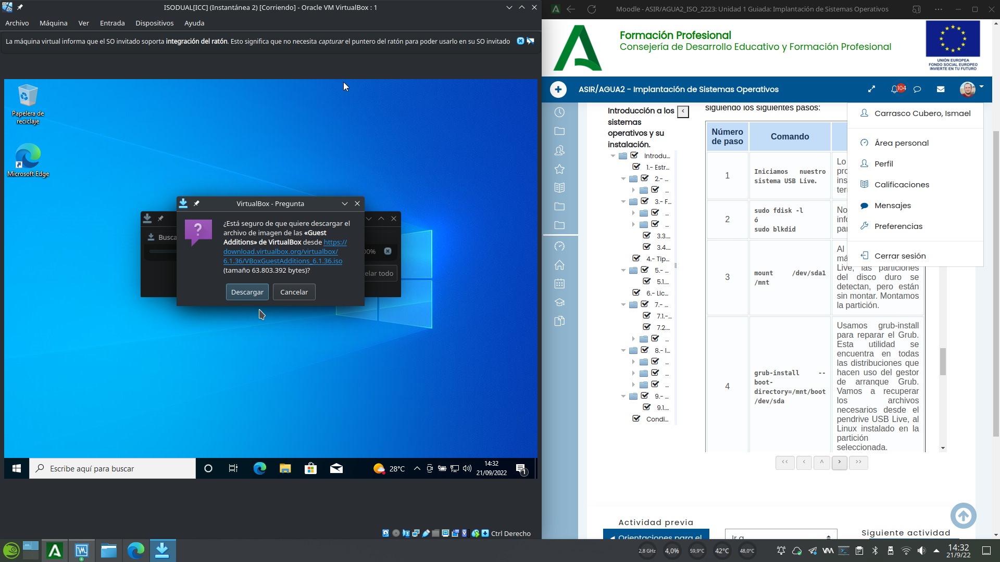 ISODUAL[ICC] (Instantánea 2) [Corriendo] - Oracle VM VirtualBox : 1
Archivo Máquina Ver Entrada Dispositivos Ayuda
La máquina virtual informa que el SO invitado soporta integración del ratón. Esto significa que no necesita capturar el puntero del ratón para poder usarlo en su SO invitado
Papelera de
reciclaje
Microsoft Edge
Busca
00%
elar todo
VirtualBox - Pregunta
¿Está seguro de que quiere descargar el
archivo de imagen de las «Guest
Additions» de VirtualBox desde https://
download.virtualbox.org/virtualbox/
6.1.36/VBoxGuestAdditions_6.1.36.iso
(tamaño 63.803.392 bytes)?
Descargar Cancelar
Escribe aquí para buscar
28°C
14:32
21/09/2022
1
Ctrl Derecho
Moodle - ASIR/AGUA2_ISO_2223: Unidad 1 Guiada: Implantación de Sistemas Operativos
Formación Profesional
Consejería de Desarrollo Educativo y Formación Profesional
UNIÓN EUROPEA
FONDO SOCIAL EUROPEO
INVIERTE EN TU FUTURO
ASIR/AGUA2 - Implantación de Sistemas Operativos
104
Introducción a los
sistemas
operativos y su
instalación.
Introdu...
1.- Estr...
2.- ...
...
3.- F...
...
...
3.3....
3.4....
4.- Tip...
5.- ...
5.1....
6.- Lic...
7.- ...
7.1.-...
7.2....
...
8.- I...
...
...
...
9.- ...
9.1....
Condi...
siguiendo los siguientes pasos:
Número
de paso
Comando
1
Iniciamos nuestro
sistema USB Live.
Lo
pro
ins
ter
2
sudo fdisk -l
ó
sudo blkdid
No
info
par
3
mount /dev/sda1
/mnt
Al
má
Live, las particiones
del disco duro se
detectan, pero están
sin montar. Montamos
la partición.
4
grub-install --
boot-
directory=/mnt/boot
/dev/sda
Usamos grub-install
para reparar el Grub.
Esta utilidad se
encuentra en todas
las distribuciones que
hacen uso del gestor
de arranque Grub.
Vamos a recuperar
los archivos
necesarios desde el
pendrive USB Live, al
Linux instalado en la
partición
seleccionada.
Carrasco Cubero, Ismael
Área personal
Perfil
Calificaciones
Mensajes
Preferencias
Cerrar sesión
Actividad previa
◄ Orientaciones para el
Ir a
Siguiente actividad
2,8 GHz
4,0%
59,9°C
42°C
48,0°C
14:32
21/9/22